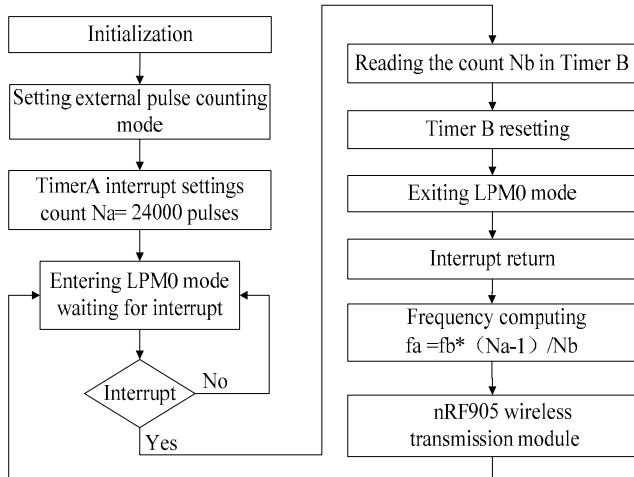 Initialization
Setting external pulse counting
mode
TimerA interrupt settings
count Na= 24000 pulses
Entering LPM0 mode
waiting for interrupt
Interrupt
No
Yes
Reading the count Nb in Timer B
Timer B resetting
Exiting LPM0 mode
Interrupt return
Frequency computing
fa =fb*（Na-1）/Nb
nRF905 wireless
transmission module